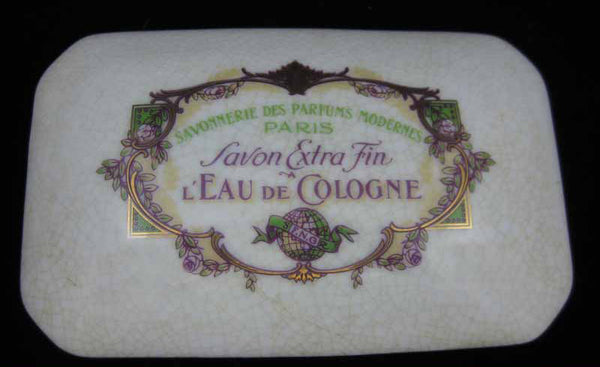 SAVONNERIE DES PARFUMS MODERNES
PARIS
Savon Extra Fin
L'EAU DE COLOGNE